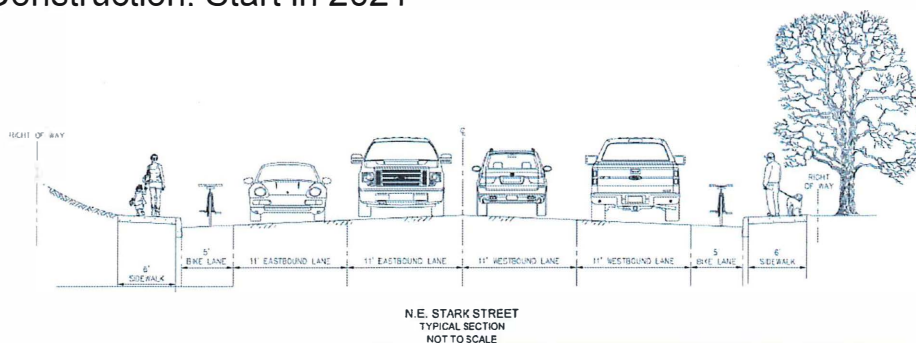 Construction: Start in 2021
RIGHT OF WAY
℄
RIGHT
OF WAY
6'
SIDEWALK
5'
BIKE LANE
11' EASTBOUND LANE
11' EASTBOUND LANE
11' WESTBOUND LANE
11' WESTBOUND LANE
5
BIKE LANE
6'
SIDEWALK
N.E. STARK STREET
TYPICAL SECTION
NOT TO SCALE